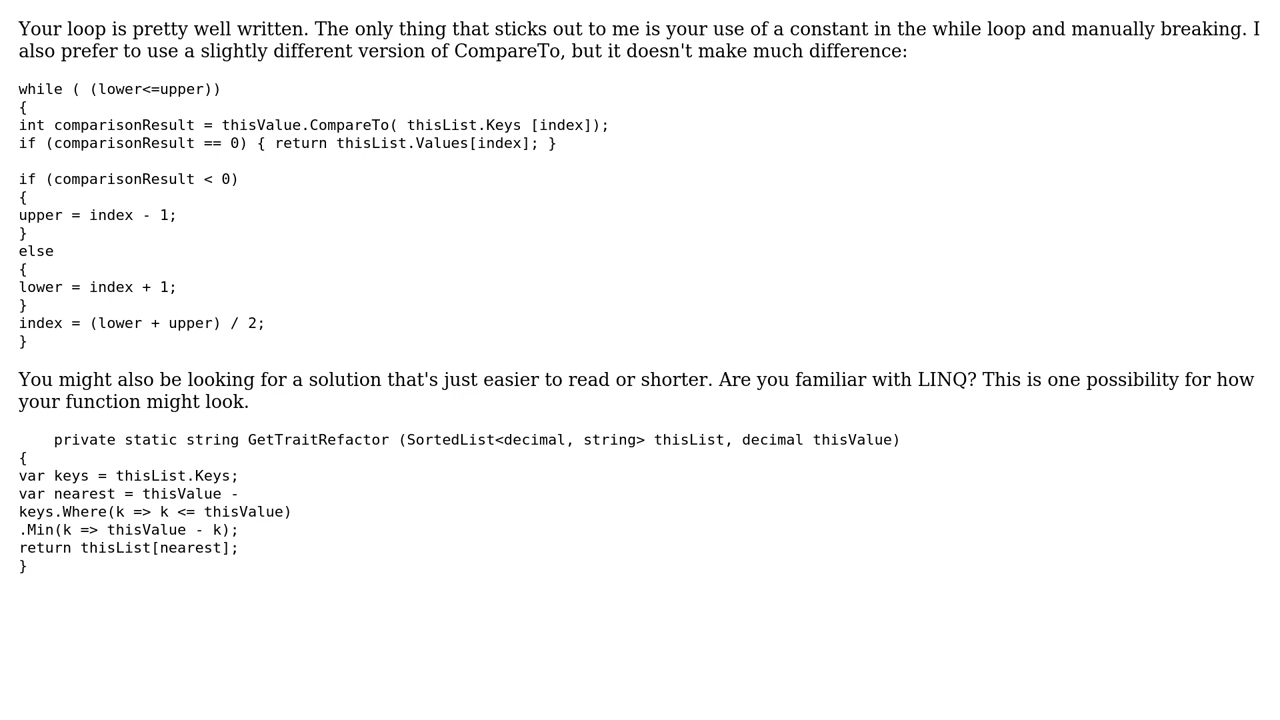 Your loop is pretty well written. The only thing that sticks out to me is your use of a constant in the while loop and manually breaking. I
also prefer to use a slightly different version of CompareTo, but it doesn't make much difference:
while ( (lower<=upper))
{
int comparisonResult = thisValue.CompareTo( thisList.Keys [index]);
if (comparisonResult == 0) { return thisList.Values[index]; }
if (comparisonResult < 0)
{
upper = index - 1;
}
else
{
lower = index + 1;
}
index = (lower + upper) / 2;
}
You might also be looking for a solution that's just easier to read or shorter. Are you familiar with LINQ? This is one possibility for how
your function might look.
    private static string GetTraitRefactor (SortedList<decimal, string> thisList, decimal thisValue)
{
var keys = thisList.Keys;
var nearest = thisValue -
keys.Where(k => k <= thisValue)
.Min(k => thisValue - k);
return thisList[nearest];
}